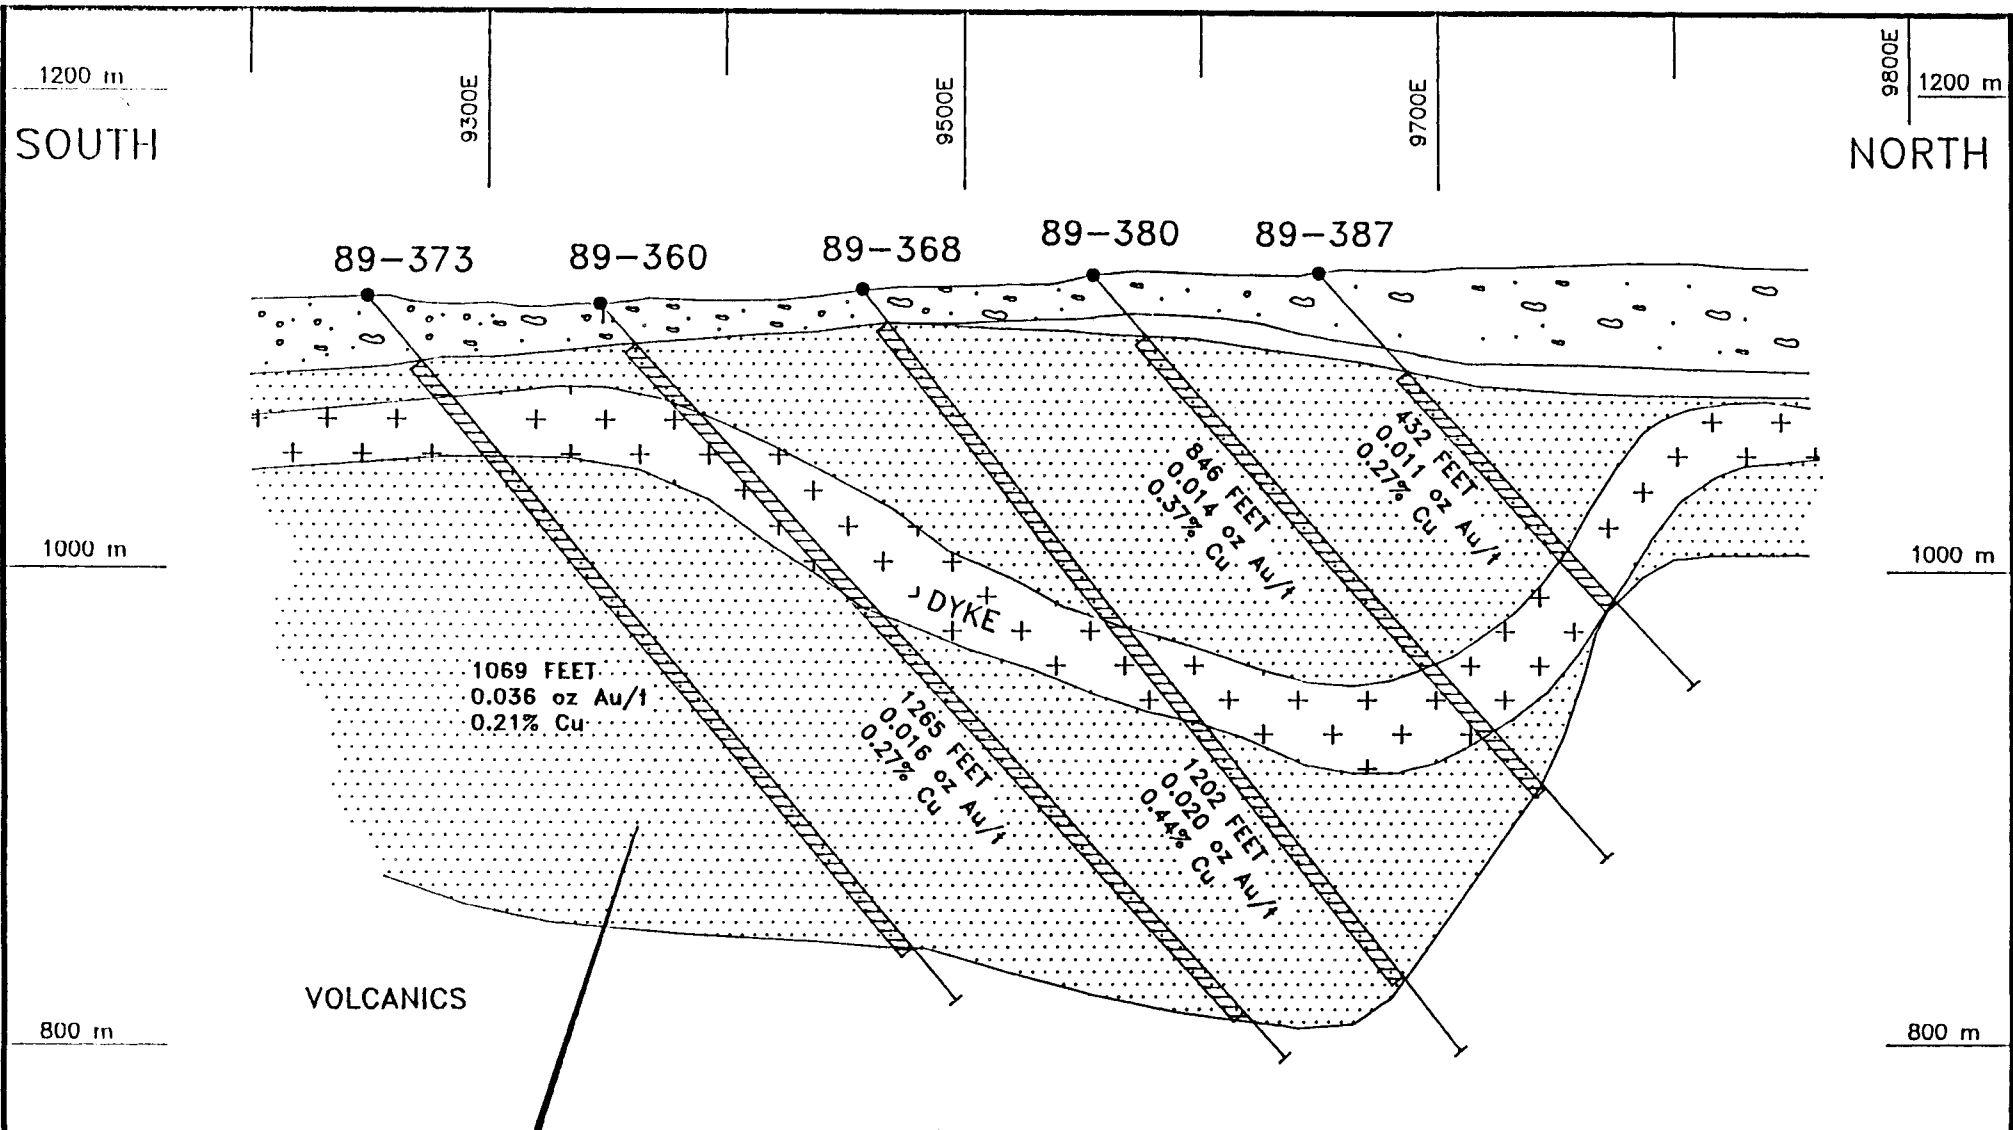 1200 m
9300E
9500E
9700E
9800E
1200 m
SOUTH
NORTH
89-373
89-360
89-368
89-380
89-387
432 FEET
0.011 oz Au/t
0.27% Cu
846 FEET
0.014 oz Au/t
0.37% Cu
1000 m
1000 m
DYKE
1069 FEET
0.036 oz Au/t
0.21% Cu
1265 FEET
0.016 oz Au/t
0.27% Cu
1202 FEET
0.020 oz Au/t
0.44% Cu
VOLCANICS
800 m
800 m